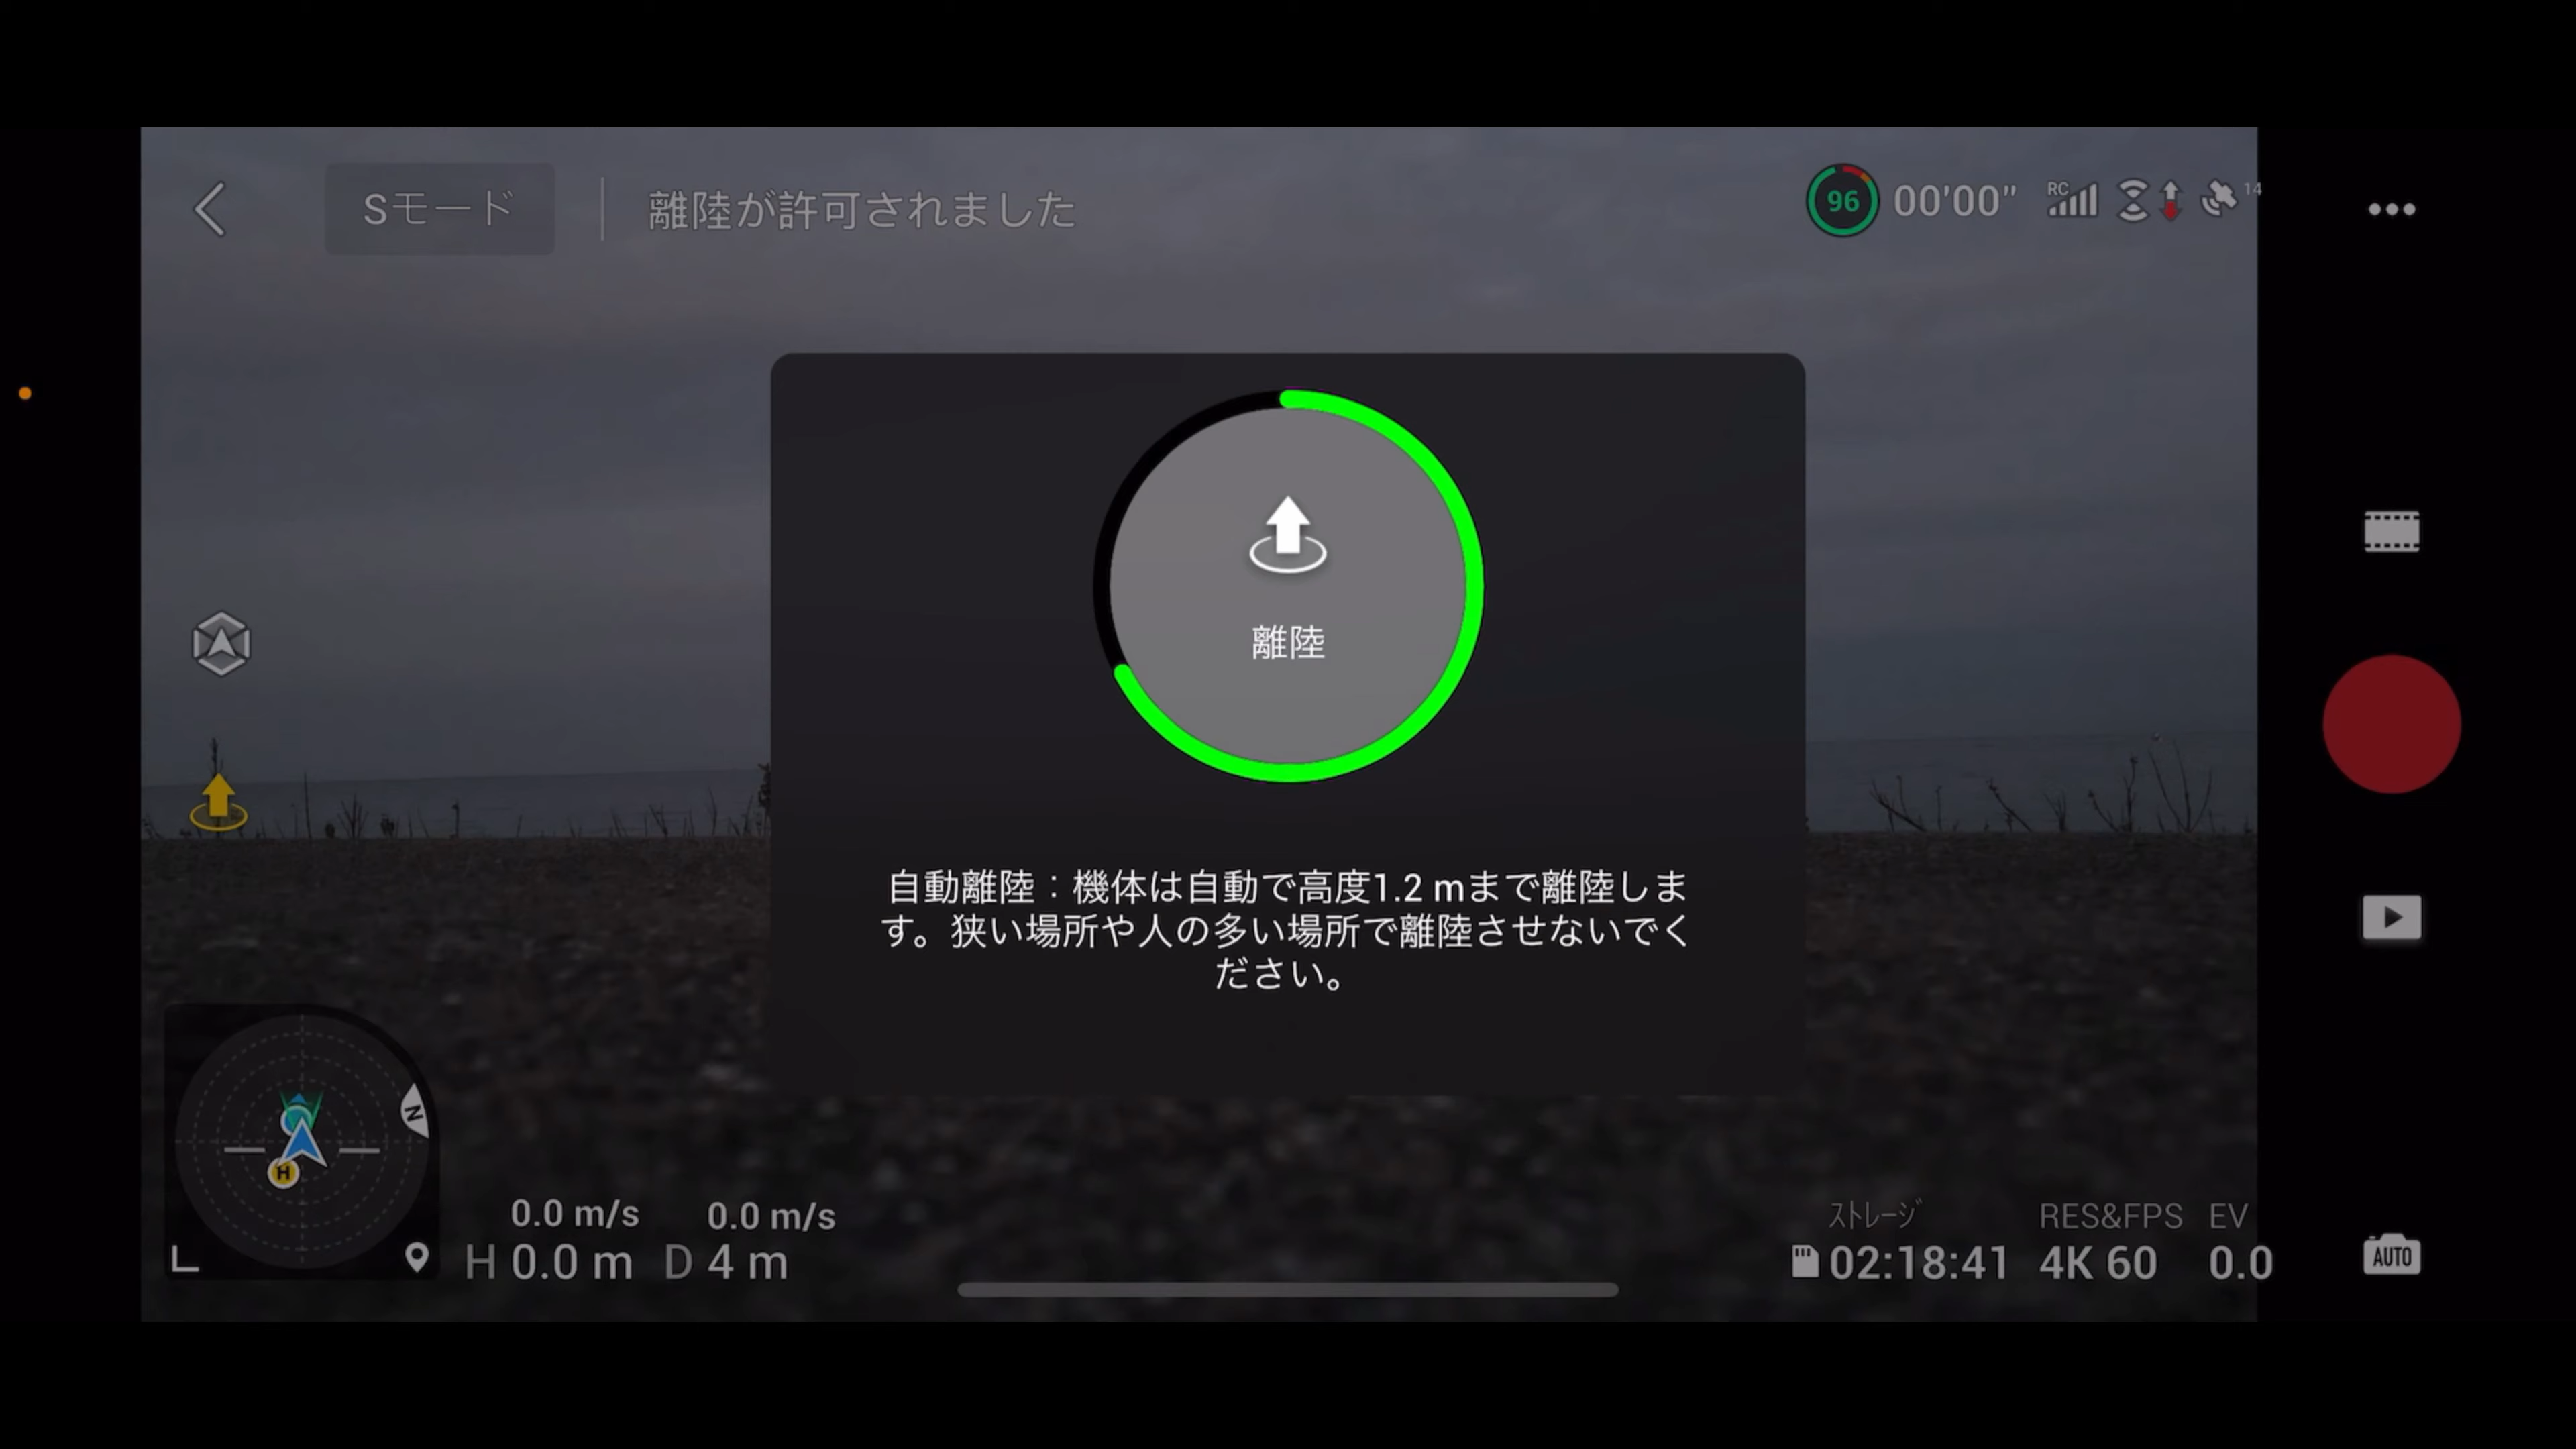 Sモード
離陸が許可されました
96
00'00"
RC
14
離陸
自動離陸：機体は自動で高度1.2 mまで離陸しま
す。狭い場所や人の多い場所で離陸させないでく
ださい。
N
H
L
0.0 m/s
0.0 m/s
H 0.0 m
D 4 m
ｽﾄﾚｰｼﾞ
RES&FPS
EV
02:18:41
4K 60
0.0
AUTO